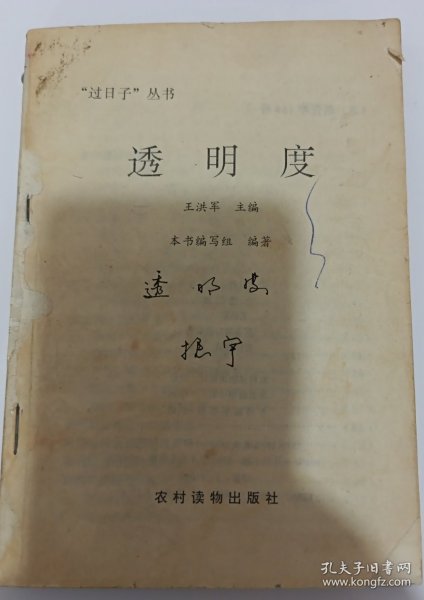 “过日子”丛书
透明度
王洪军 主编
本书编写组 编著
透明度
振宇
农村读物出版社
孔夫子旧书网
www.kongfz.com